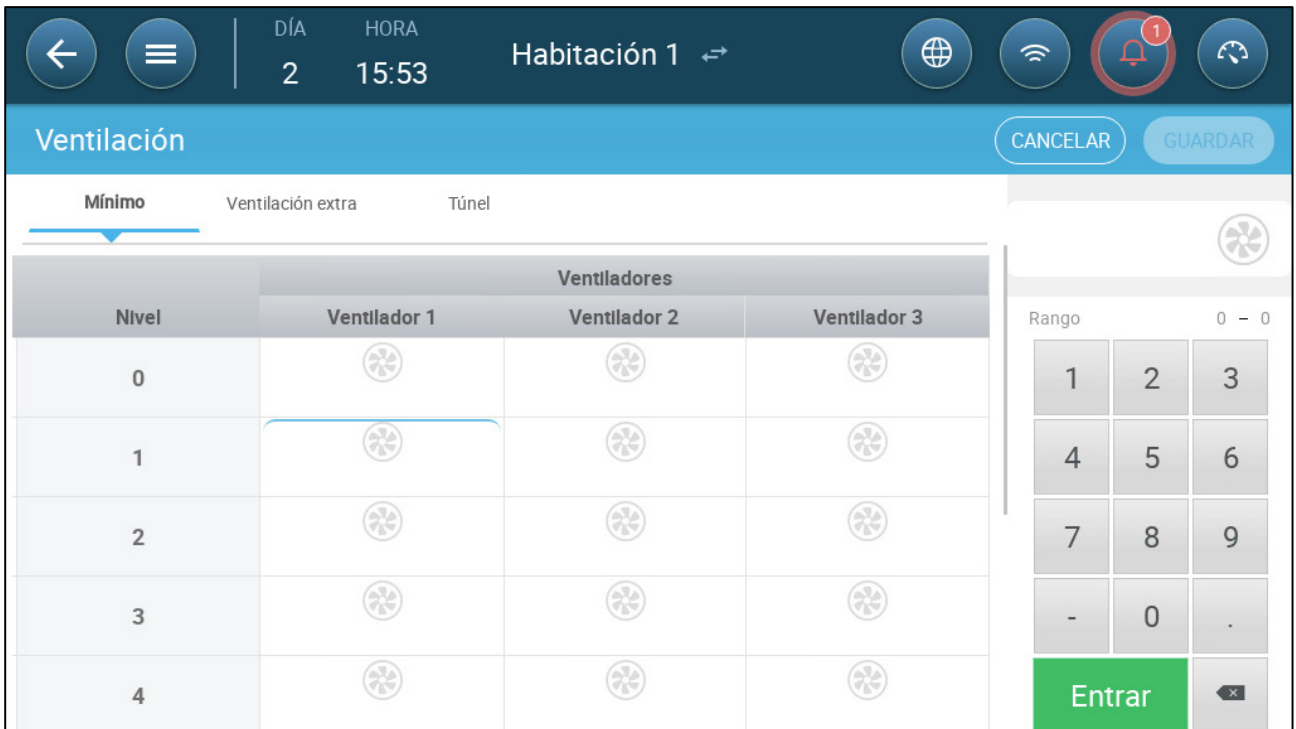 DÍA HORA
2 15:53 Habitación 1 1
Ventilación CANCELAR GUARDAR
Mínimo Ventilación extra Túnel
Ventiladores
Nivel Ventilador 1 Ventilador 2 Ventilador 3
Rango 0 – 0
0
1
2
3
4
1 2 3
4 5 6
7 8 9
- 0 .
Entrar